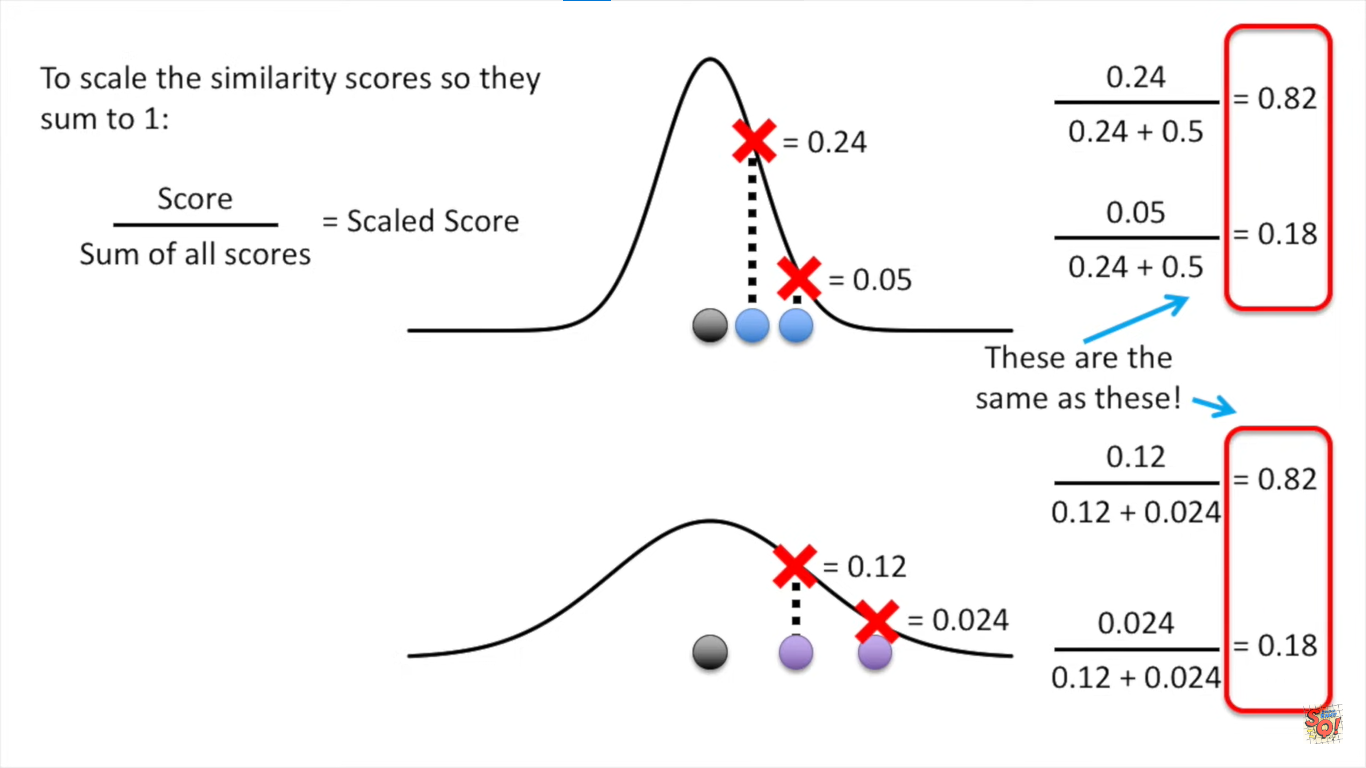 To scale the similarity scores so they
sum to 1:
Score
Sum of all scores
= Scaled Score
= 0.24
= 0.05
0.24
0.24 + 0.5
= 0.82
0.05
0.24 + 0.5
= 0.18
These are the
same as these!
= 0.12
= 0.024
0.12
0.12 + 0.024
= 0.82
0.024
0.12 + 0.024
= 0.18
SQ!